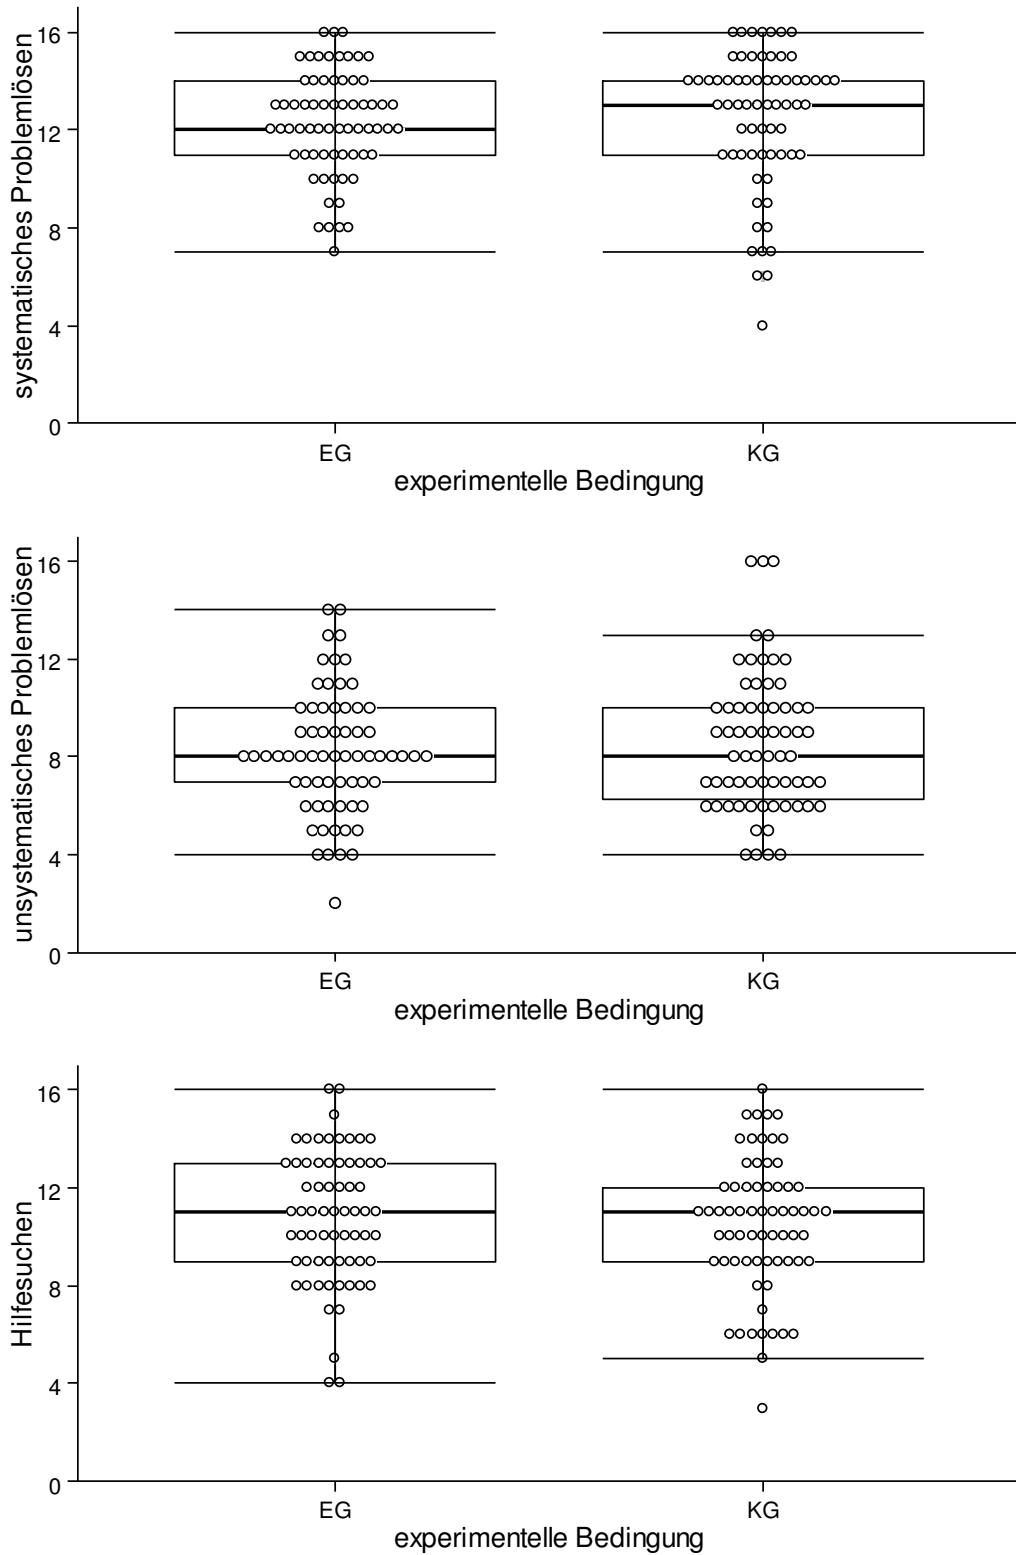 systematisches Problemlösen
16
12
8
4
0
EG
KG
experimentelle Bedingung
unsystematisches Problemlösen
16
12
8
4
0
EG
KG
experimentelle Bedingung
Hilfesuchen
16
12
8
4
0
EG
KG
experimentelle Bedingung